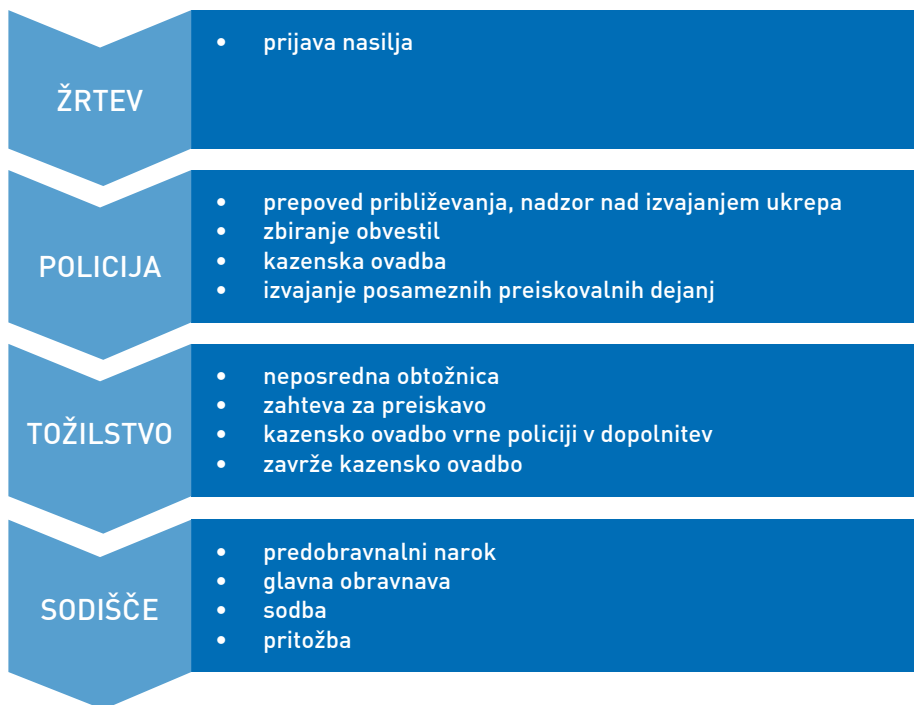 ŽRTEV
• prijava nasilja
POLICIJA
• prepoved približevanja, nadzor nad izvajanjem ukrepa
• zbiranje obvestil
• kazenska ovadba
• izvajanje posameznih preiskovalnih dejanj
TOŽILSTVO
• neposredna obtožnica
• zahteva za preiskavo
• kazensko ovadbo vrne policiji v dopolnitev
• zavrže kazensko ovadbo
SODIŠČE
• predobravnalni narok
• glavna obravnava
• sodba
• pritožba